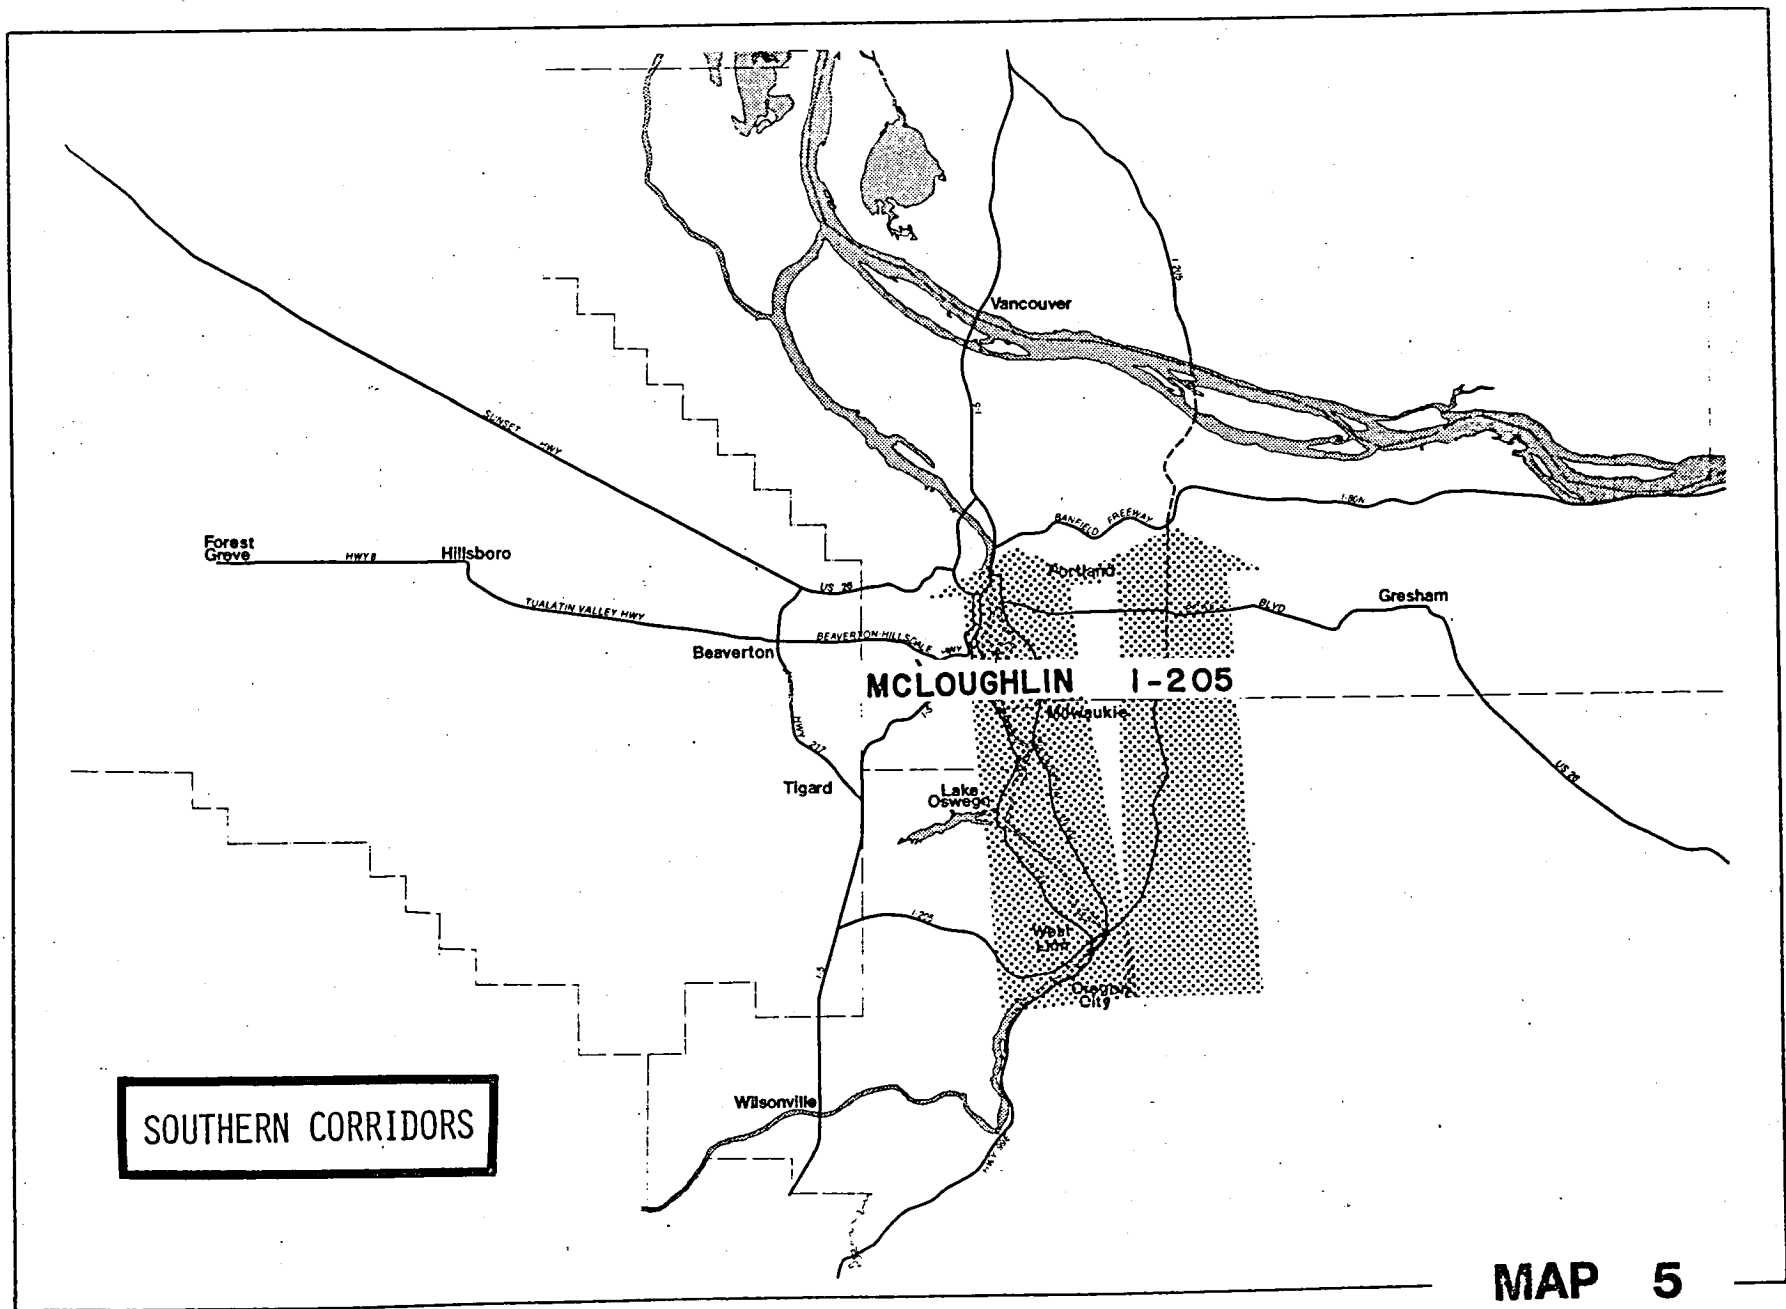 Vancouver
I-205
I-5
SUNSET HWY
I-80N
BANFIELD FREEWAY
Forest
Grove
HWY 8
Hillsboro
Portland
US 26
TUALATIN VALLEY HWY
BLVD
Gresham
BEAVERTON-HILLSDALE HWY
Beaverton
MCLOUGHLIN I-205
I-5
Milwaukie
HWY 217
US 26
Tigard
Lake
Oswego
I-205
West
Linn
I-5
Oregon
City
Wilsonville
SOUTHERN CORRIDORS
MAP 5